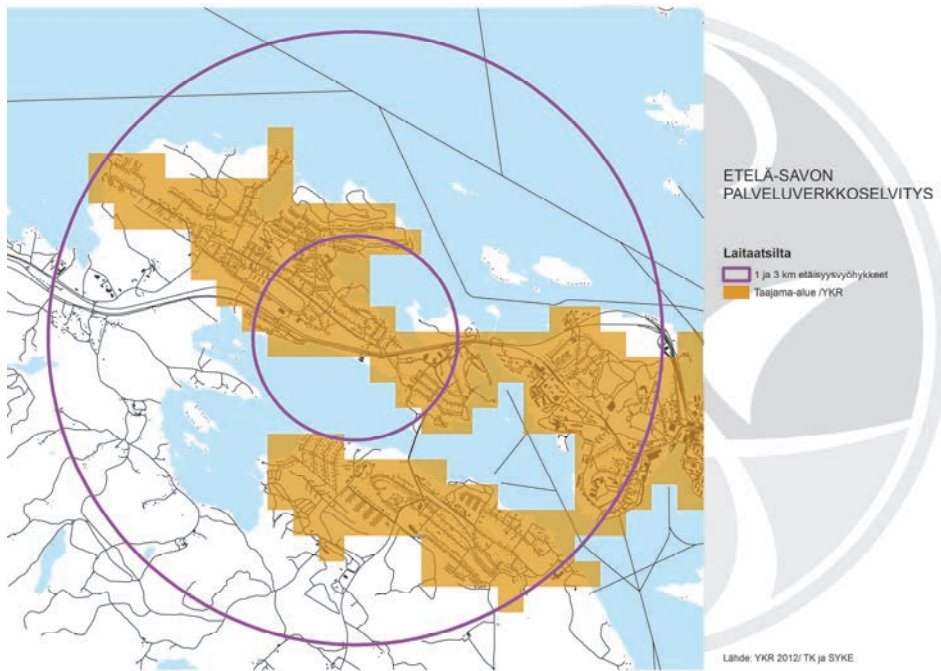 ETELÄ-SAVON
PALVELUVERKKOSELVITYS
Laitaatsilta
1 ja 3 km etäisyysvyöhykkeet
Taajama-alue /YKR
Lähde: YKR 2012/ TK ja SYKE